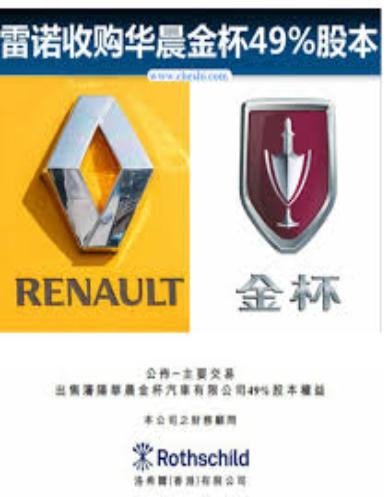 雷诺收购华晨金杯49%股本
www.cheshi.com
RENAULT
金杯
公佈－主要交易
出售瀋陽華晨金杯汽車有限公司49%股本權益
本公司之財務顧問
Rothschild
洛希爾(香港)有限公司